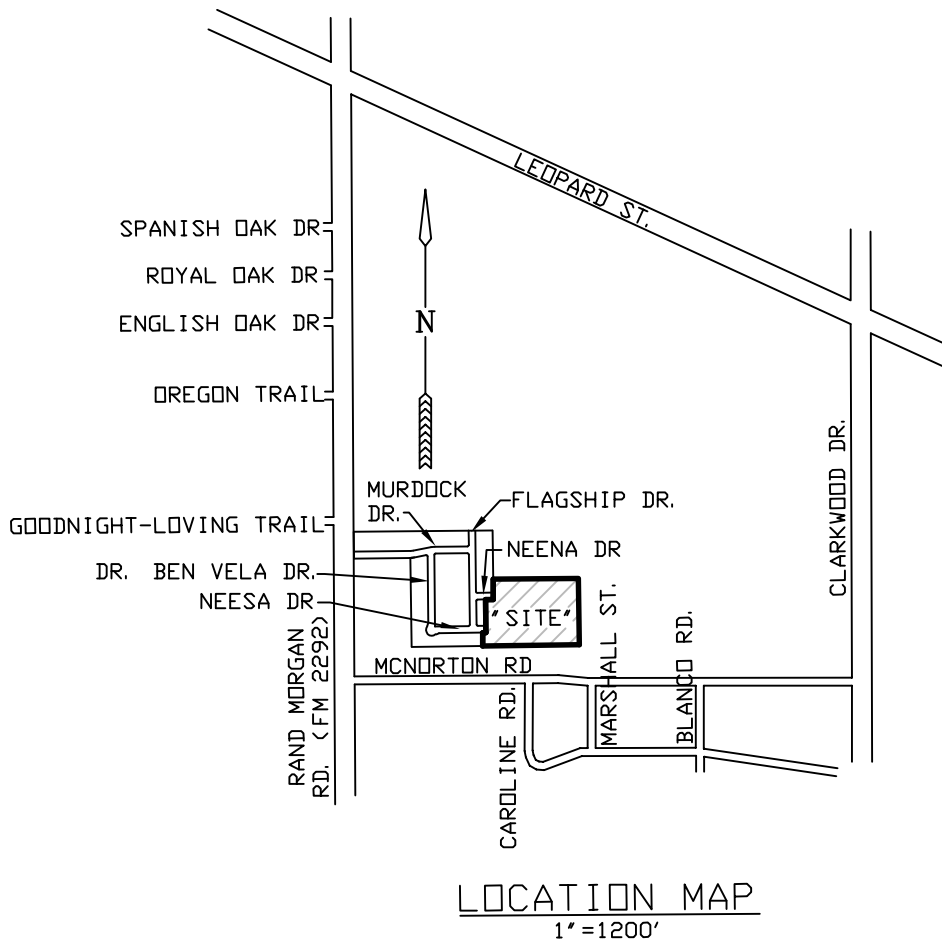 LEOPARD ST.
SPANISH OAK DR
ROYAL OAK DR
ENGLISH OAK DR
N
OREGON TRAIL
CLARKWOOD DR.
MURDOCK
DR.
FLAGSHIP DR.
GOODNIGHT-LOVING TRAIL
NEENA DR
DR. BEN VELA DR.
NEESA DR
"SITE"
MCNORTON RD
RAND MORGAN
RD. (FM 2292)
CAROLINE RD.
MARSHALL ST.
BLANCO RD.
LOCATION MAP
1"=1200'